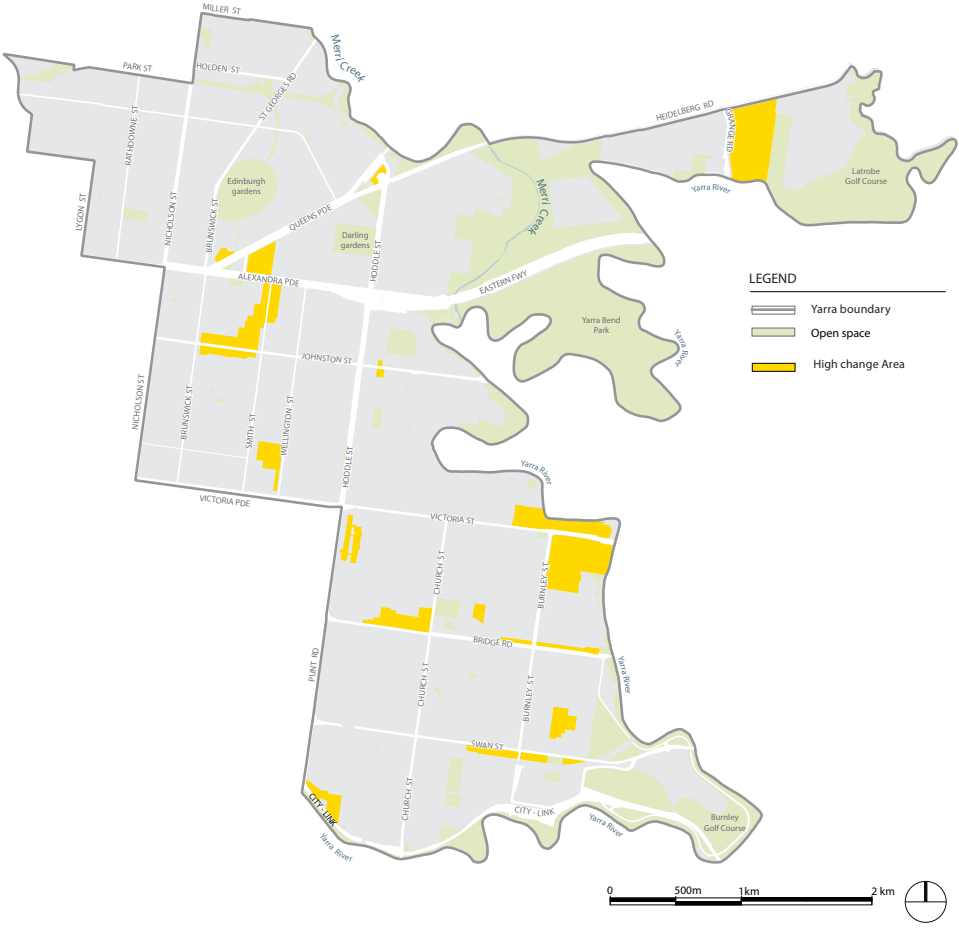 MILLER ST
Merri Creek
PARK ST
HOLDEN ST
ST GEORGES RD
HEIDELBERG RD
GRANGE RD
RATHDOWNE ST
Latrobe
Golf Course
Edinburgh
gardens
Yarra River
Merri Creek
LYGON ST
NICHOLSON ST
BRUNSWICK ST
QUEENS PDE
Darling
gardens
HODDLE ST
ALEXANDRA PDE
EASTERN FWY
LEGEND
Yarra boundary
Open space
High change Area
Yarra Bend
Park
Yarra River
JOHNSTON ST
NICHOLSON ST
BRUNSWICK ST
SMITH ST
WELLINGTON ST
HODDLE ST
Yarra River
VICTORIA PDE
VICTORIA ST
CHURCH ST
BURNLEY ST
BRIDGE RD
PUNT RD
CHURCH ST
BURNLEY ST
Yarra River
SWAN ST
CITY - LINK
CHURCH ST
CITY - LINK
Yarra River
Yarra River
Burnley
Golf Course
0
500m
1km
2 km